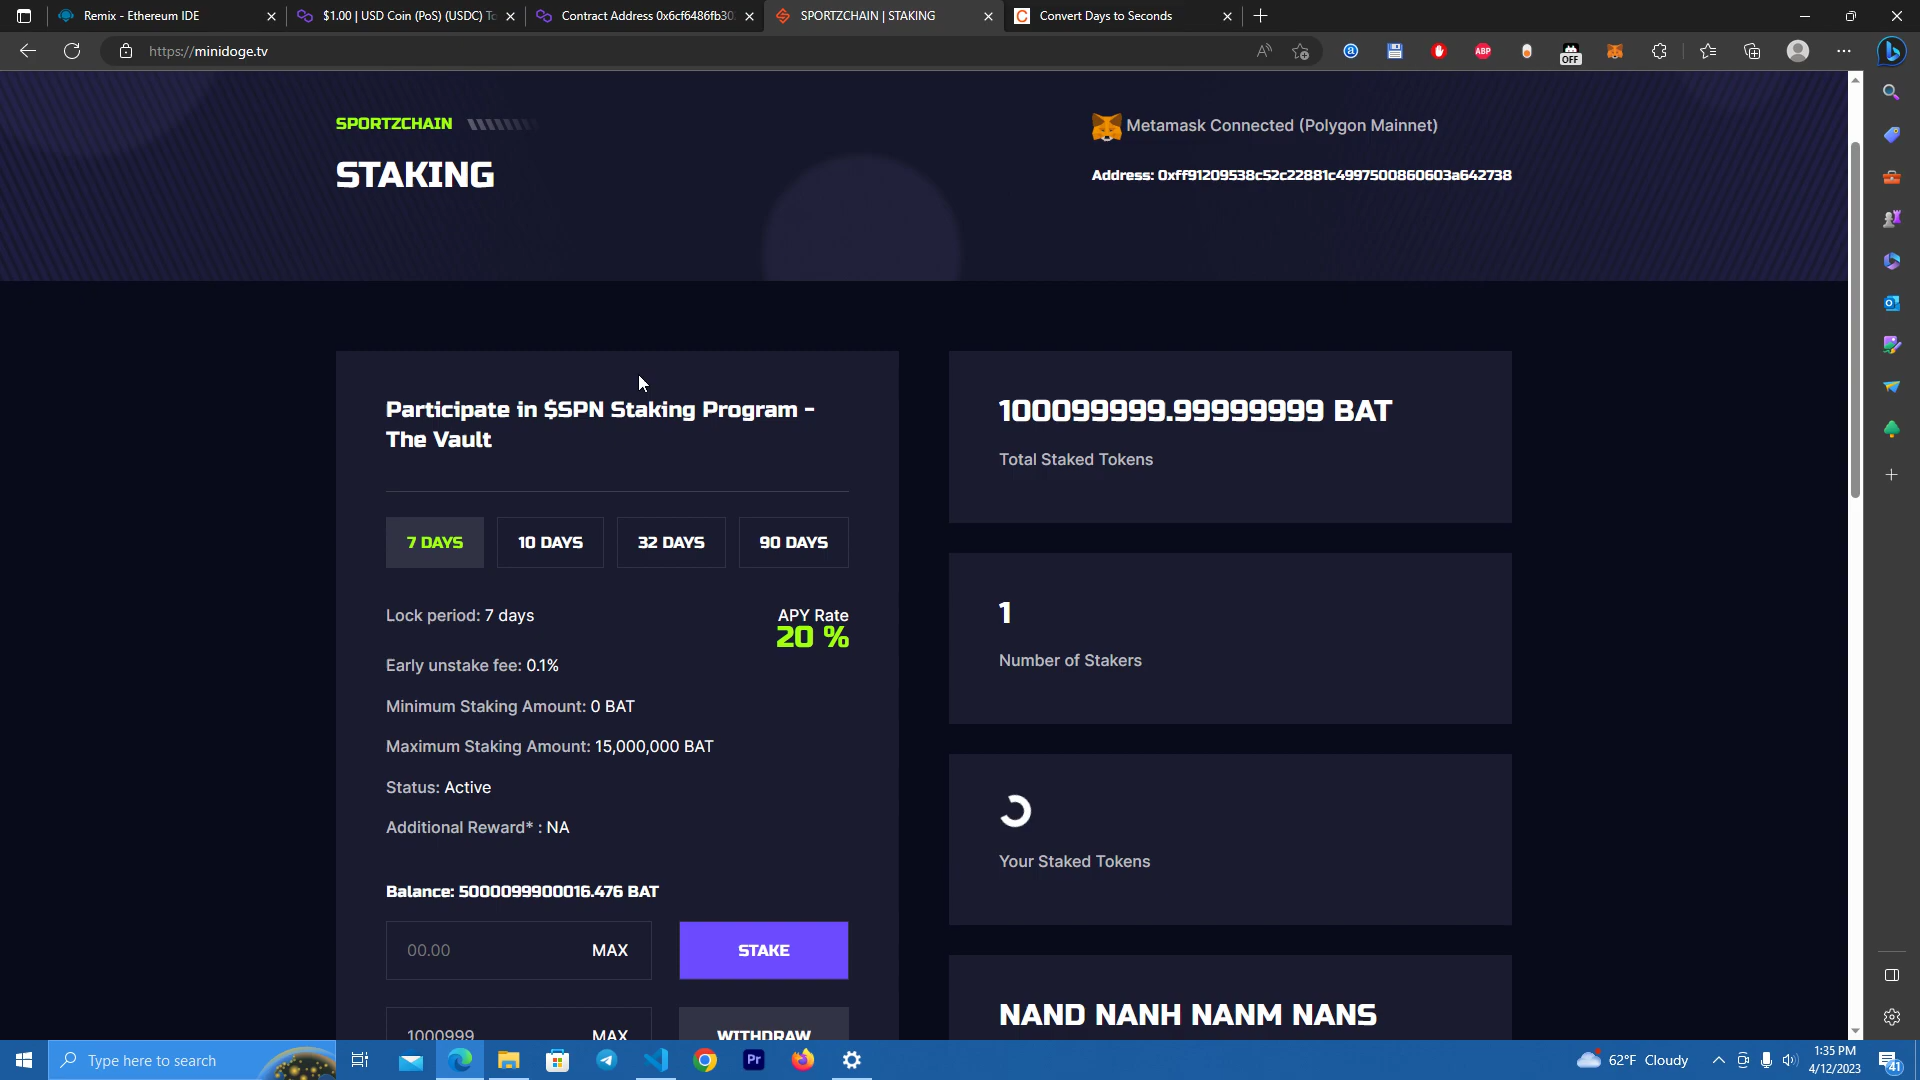 Remix - Ethereum IDE
$1.00 | USD Coin (PoS) (USDC) To
Contract Address 0x6cf6486fb30
SPORTZCHAIN | STAKING
Convert Days to Seconds
https://minidoge.tv
ABP
OFF
SPORTZCHAIN
STAKING
Metamask Connected (Polygon Mainnet)
Address: 0xff91209538c52c22881c4997500860603a642738
Participate in $SPN Staking Program -
The Vault
7 DAYS
10 DAYS
32 DAYS
90 DAYS
Lock period: 7 days
APY Rate
20 %
Early unstake fee: 0.1%
Minimum Staking Amount: 0 BAT
Maximum Staking Amount: 15,000,000 BAT
Status: Active
Additional Reward* : NA
Balance: 5000099900016.476 BAT
00.00
MAX
STAKE
1000999
MAX
WITHDRAW
100099999.99999999 BAT
Total Staked Tokens
1
Number of Stakers
Your Staked Tokens
NAND NANH NANM NANS
Type here to search
Pr
62°F Cloudy
1:35 PM
4/12/2023
41